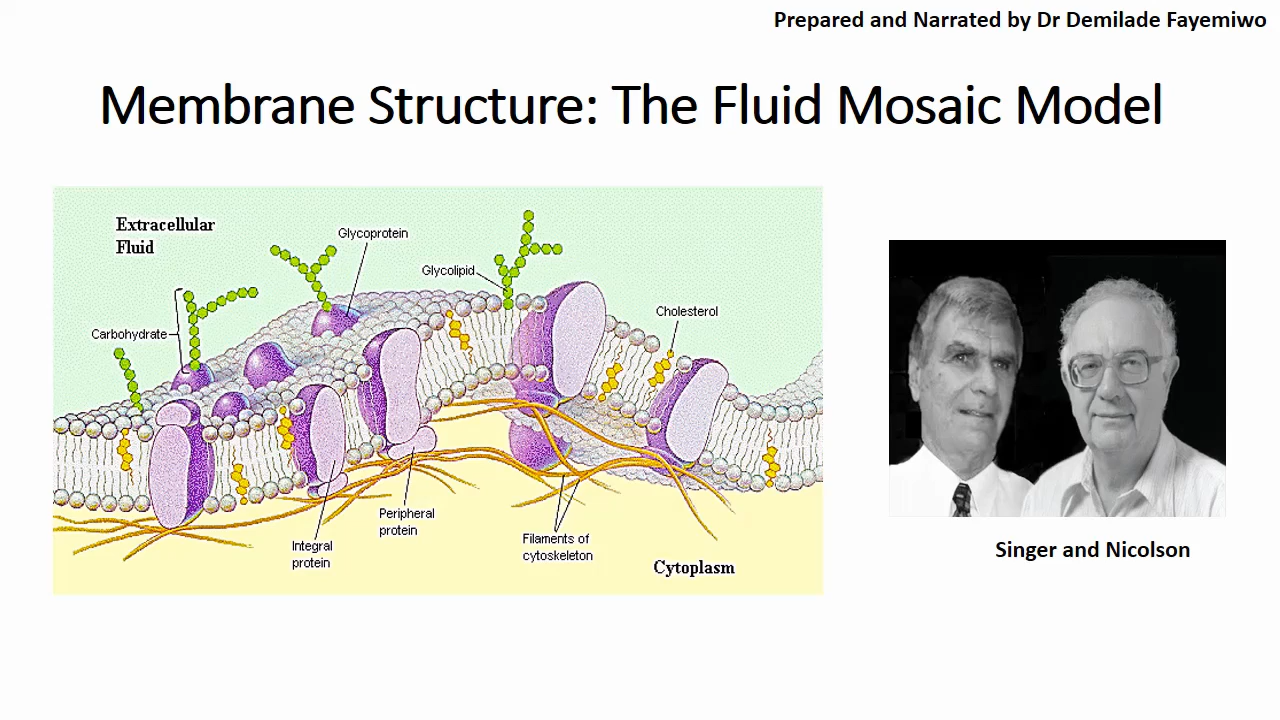 Prepared and Narrated by Dr Demilade Fayemiwo
Membrane Structure: The Fluid Mosaic Model
Extracellular
Fluid
Glycoprotein
Glycolipid
Carbohydrate
Cholesterol
Peripheral
protein
Integral
protein
Filaments of
cytoskeleton
Cytoplasm
Singer and Nicolson